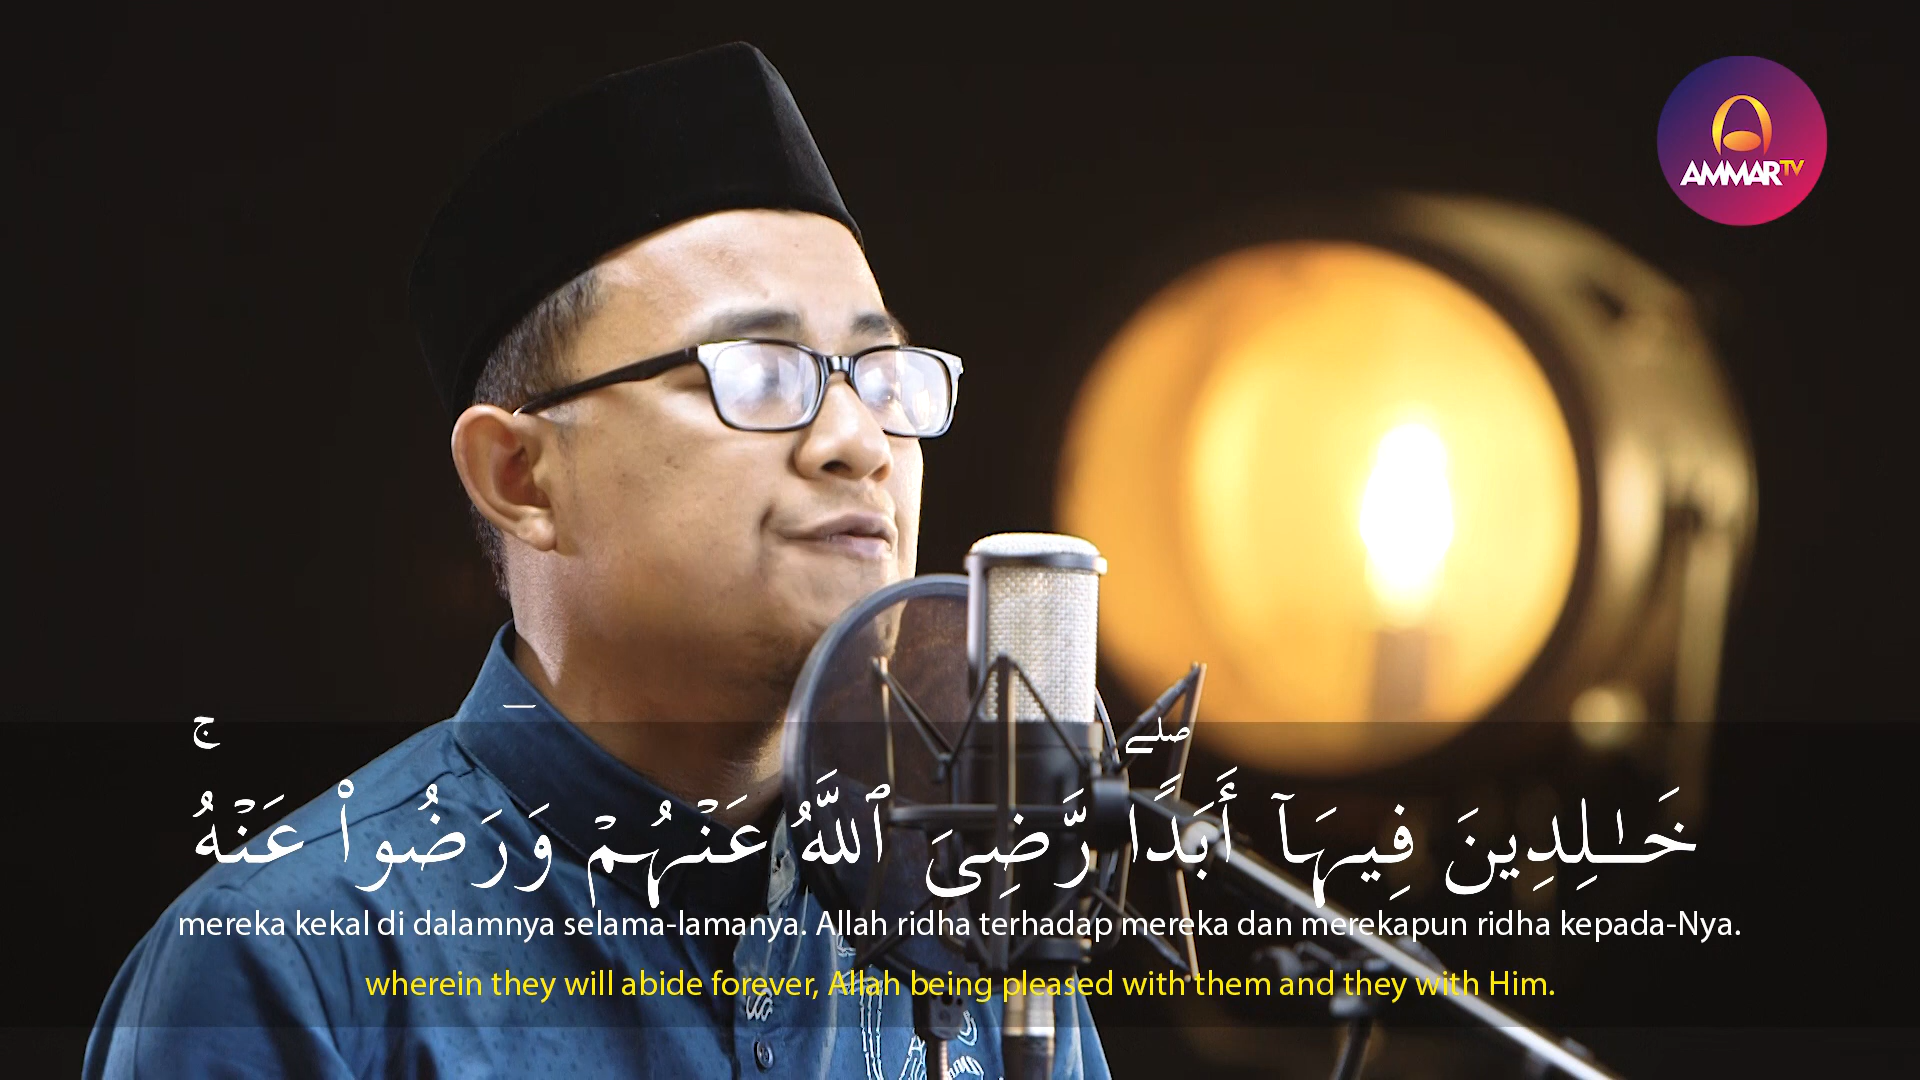 AMMARTV
خَـٰلِدِينَ فِيهَآ أَبَدًا ۖ رَّضِىَ ٱللَّهُ عَنْهُمْ وَرَضُوا۟ عَنْهُ ۚ
mereka kekal di dalamnya selama-lamanya. Allah ridha terhadap mereka dan merekapun ridha kepada-Nya.
wherein they will abide forever, Allah being pleased with them and they with Him.